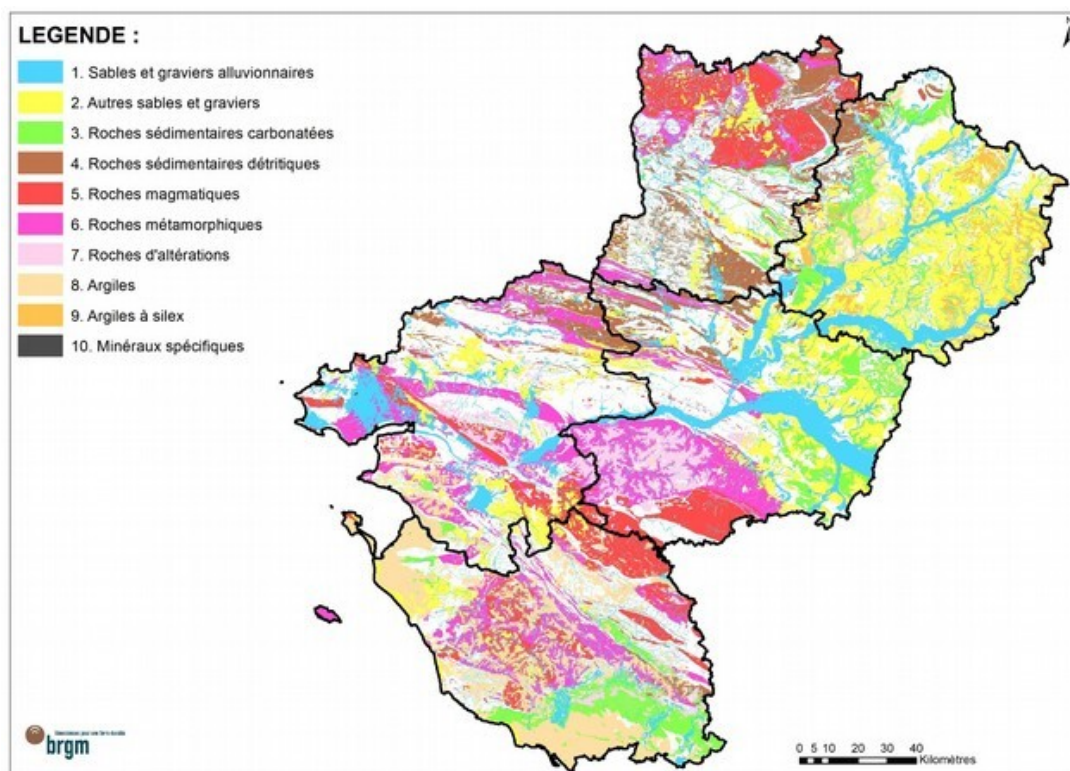 LEGENDE :
1. Sables et graviers alluvionnaires
2. Autres sables et graviers
3. Roches sédimentaires carbonatées
4. Roches sédimentaires détritiques
5. Roches magmatiques
6. Roches métamorphiques
7. Roches d'altérations
8. Argiles
9. Argiles à silex
10. Minéraux spécifiques
N
brgm
0 5 10 20 30 40
Kilomètres